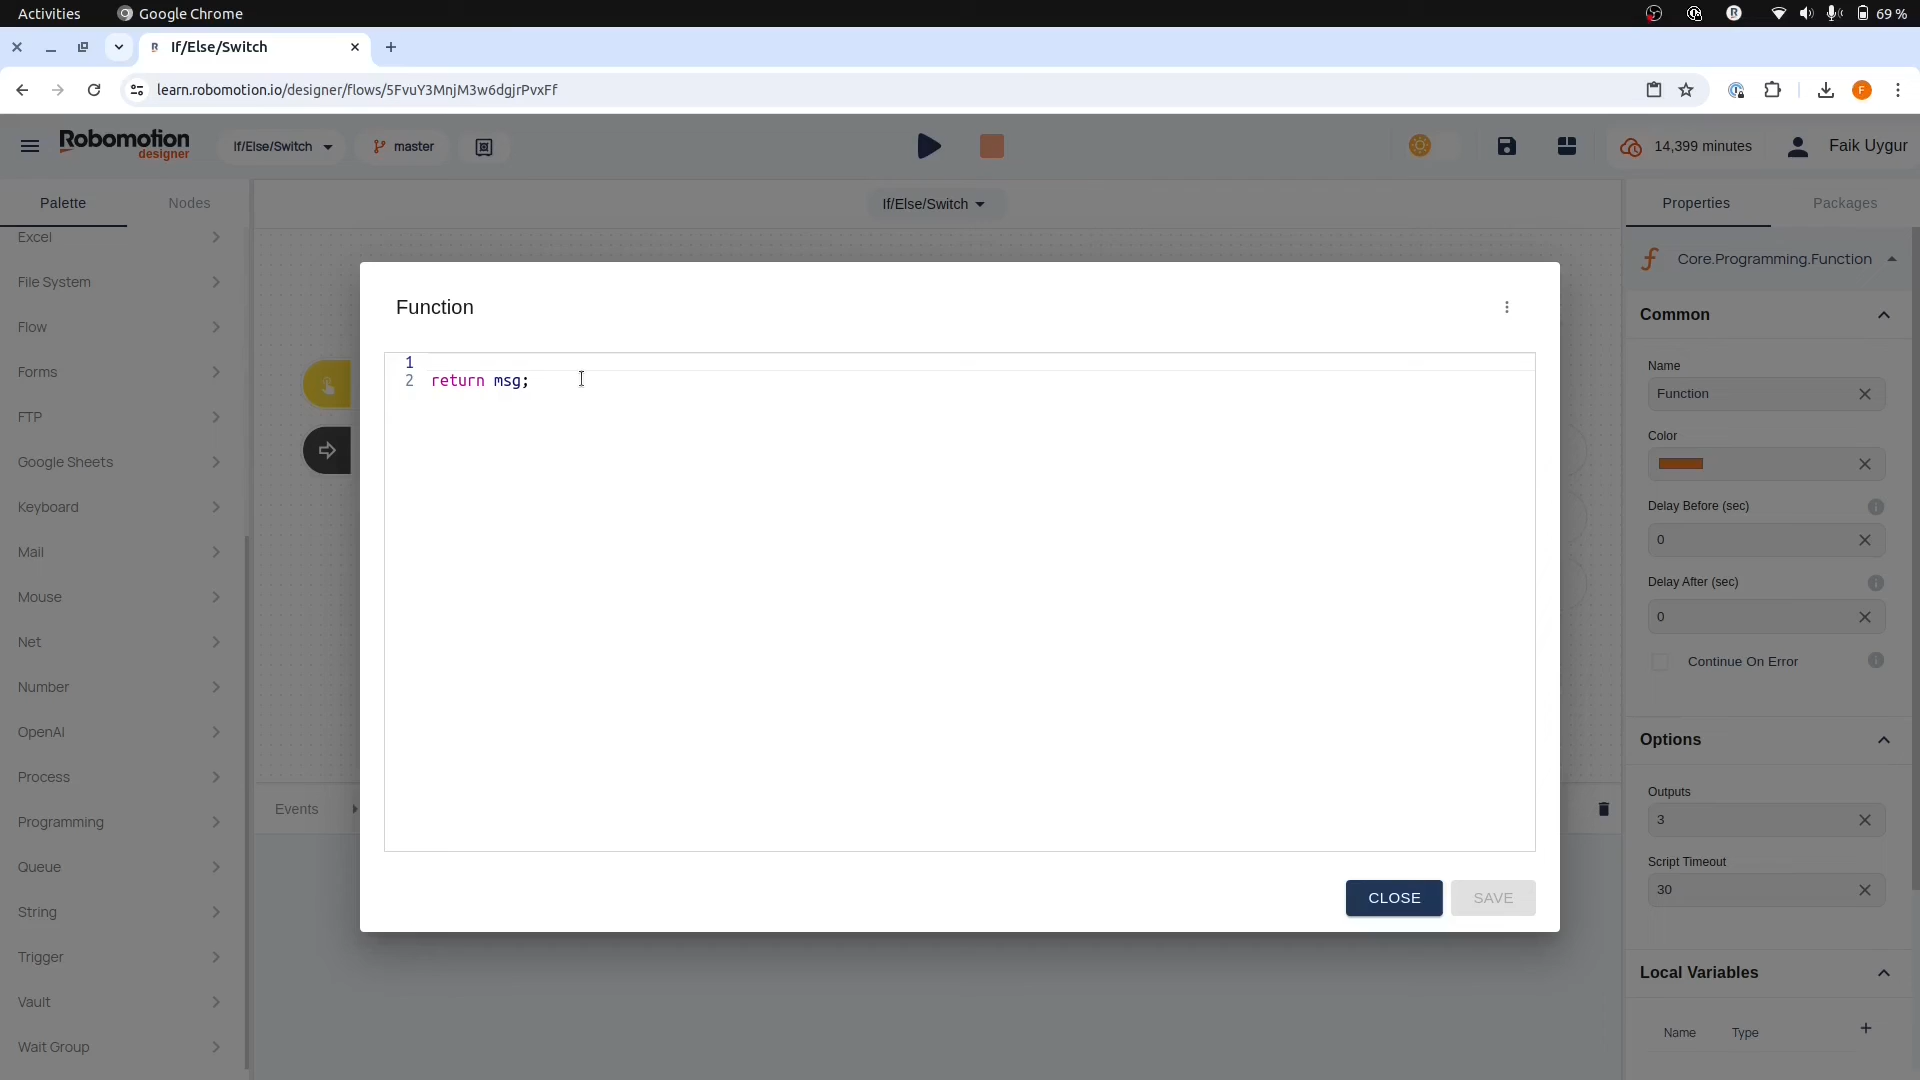 Activities
Google Chrome
69 %
If/Else/Switch
learn.robomotion.io/designer/flows/5FvuY3MnjM3w6dgjrPvxFf
F
Robomotion
designer
If/Else/Switch
master
14,399 minutes
Faik Uygur
Palette
Nodes
If/Else/Switch
Properties
Packages
Excel
File System
Flow
Forms
FTP
Google Sheets
Keyboard
Mail
Mouse
Net
Number
OpenAI
Process
Programming
Queue
String
Trigger
Vault
Wait Group
Function
1
2 return msg;
CLOSE
SAVE
Events
Core.Programming.Function
Common
Name
Function
Color
Delay Before (sec)
0
Delay After (sec)
0
Continue On Error
Options
Outputs
3
Script Timeout
30
Local Variables
Name Type